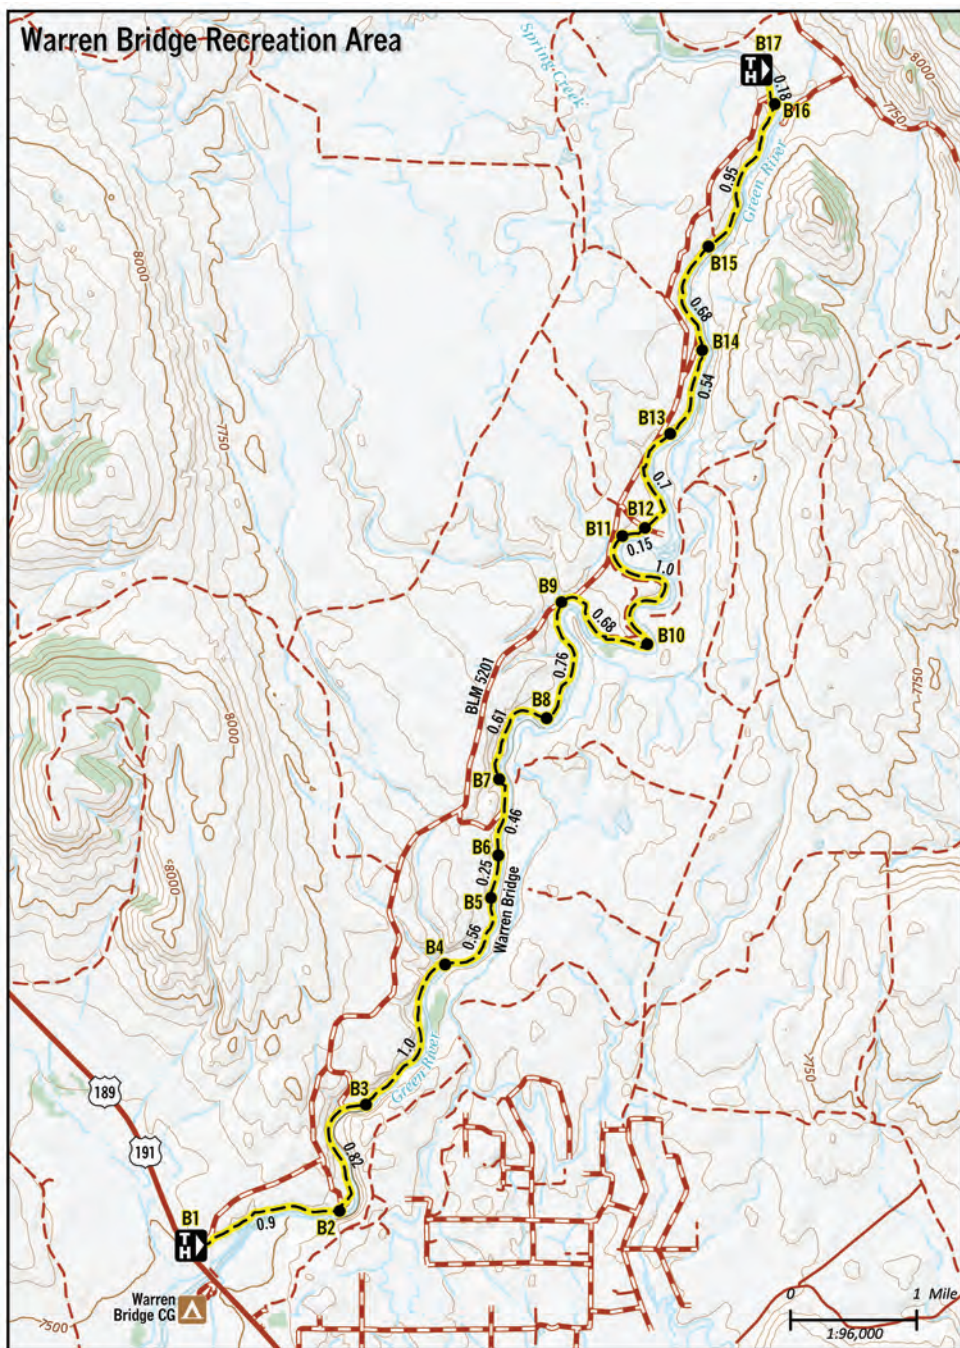 Warren Bridge Recreation Area
B17
TH
0.18
B16
8000
7750
Spring Creek
0.95
Green River
B15
8000
0.68
B14
0.54
7750
B13
0.7
B12
B11
0.15
1.0
B9
0.68
B10
0.76
BLM 5201
7750
B8
0.61
8000
B7
0.46
B6
0.25
<8000
B5
Warren Bridge
0.56
B4
1.0
Green River
7750
189
B3
191
0.82
B1
TH
0.9
B2
Warren
Bridge CG
7500
0 1 Mile
1:96,000